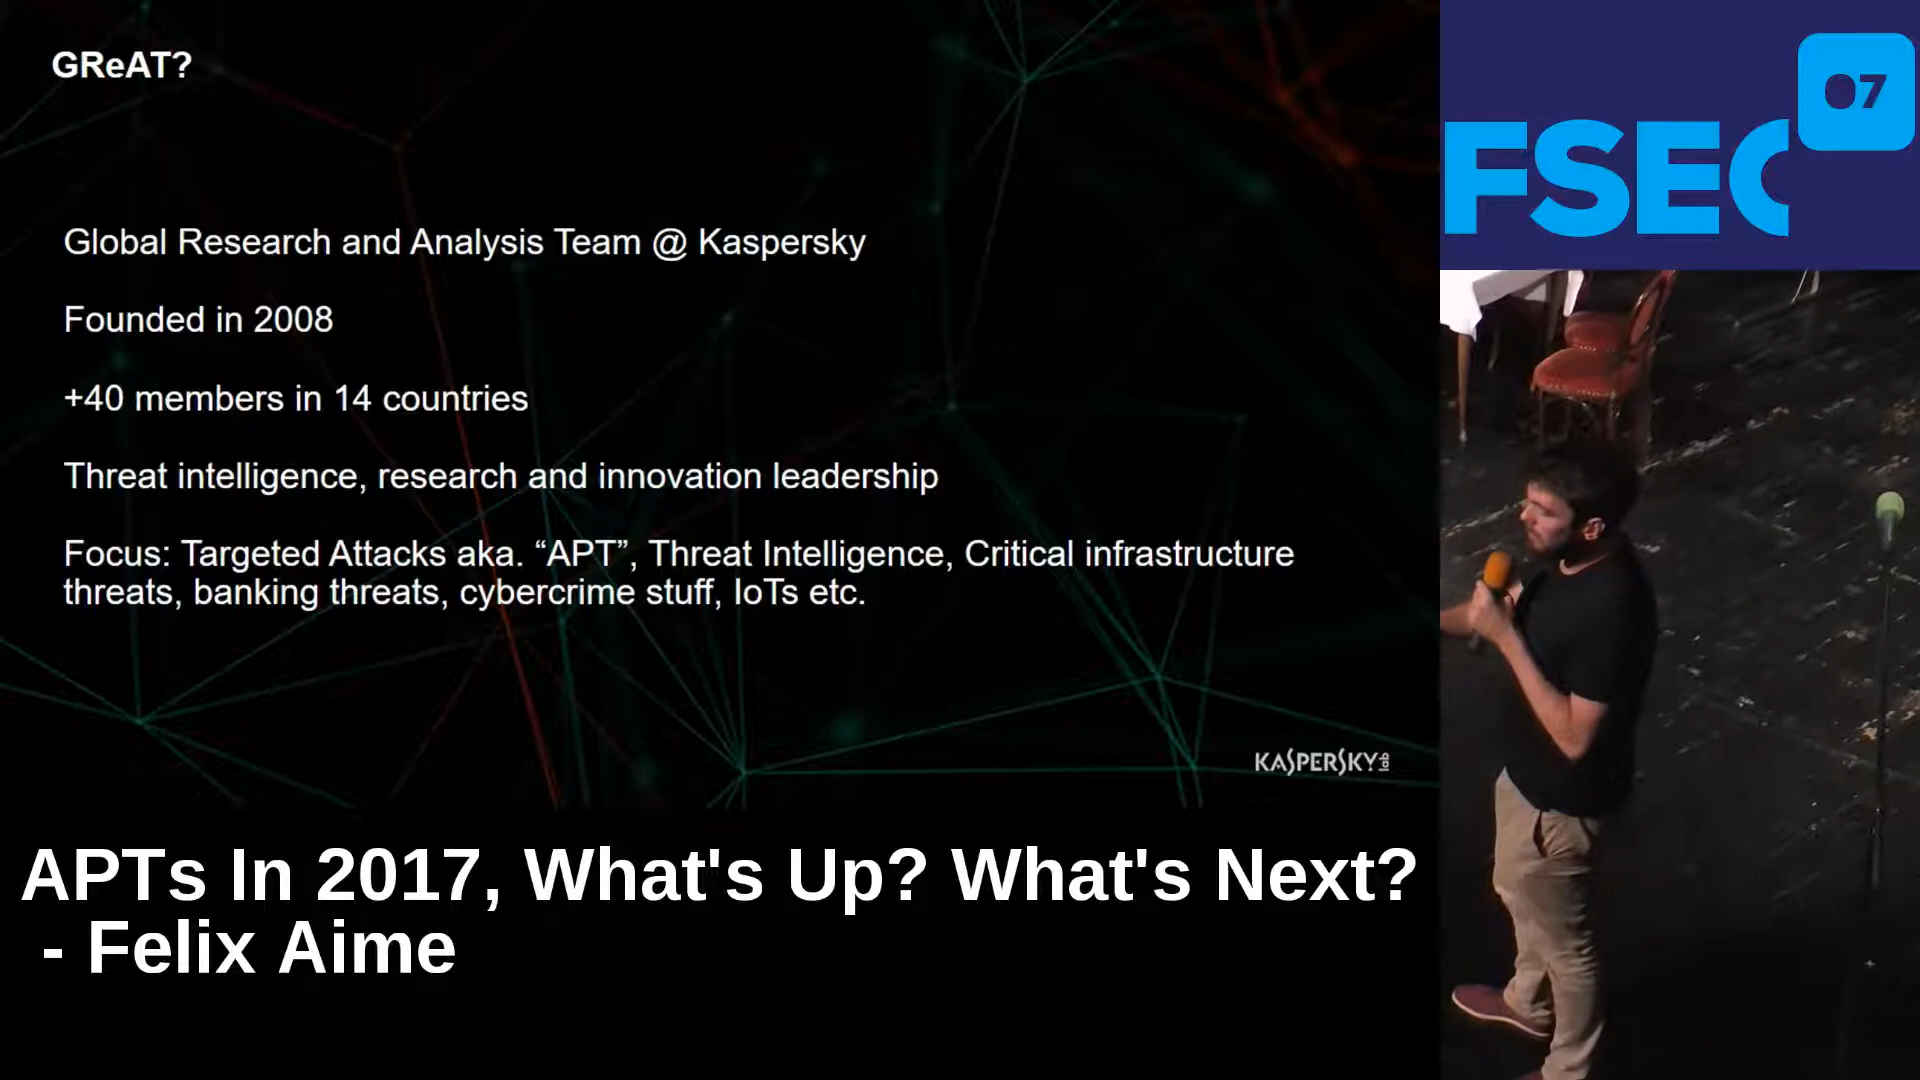 GReAT?
Global Research and Analysis Team @ Kaspersky
Founded in 2008
+40 members in 14 countries
Threat intelligence, research and innovation leadership
Focus: Targeted Attacks aka. “APT”, Threat Intelligence, Critical infrastructure
threats, banking threats, cybercrime stuff, IoTs etc.
KASPERSKY lab
APTs In 2017, What's Up? What's Next?
- Felix Aime
07
FSEC